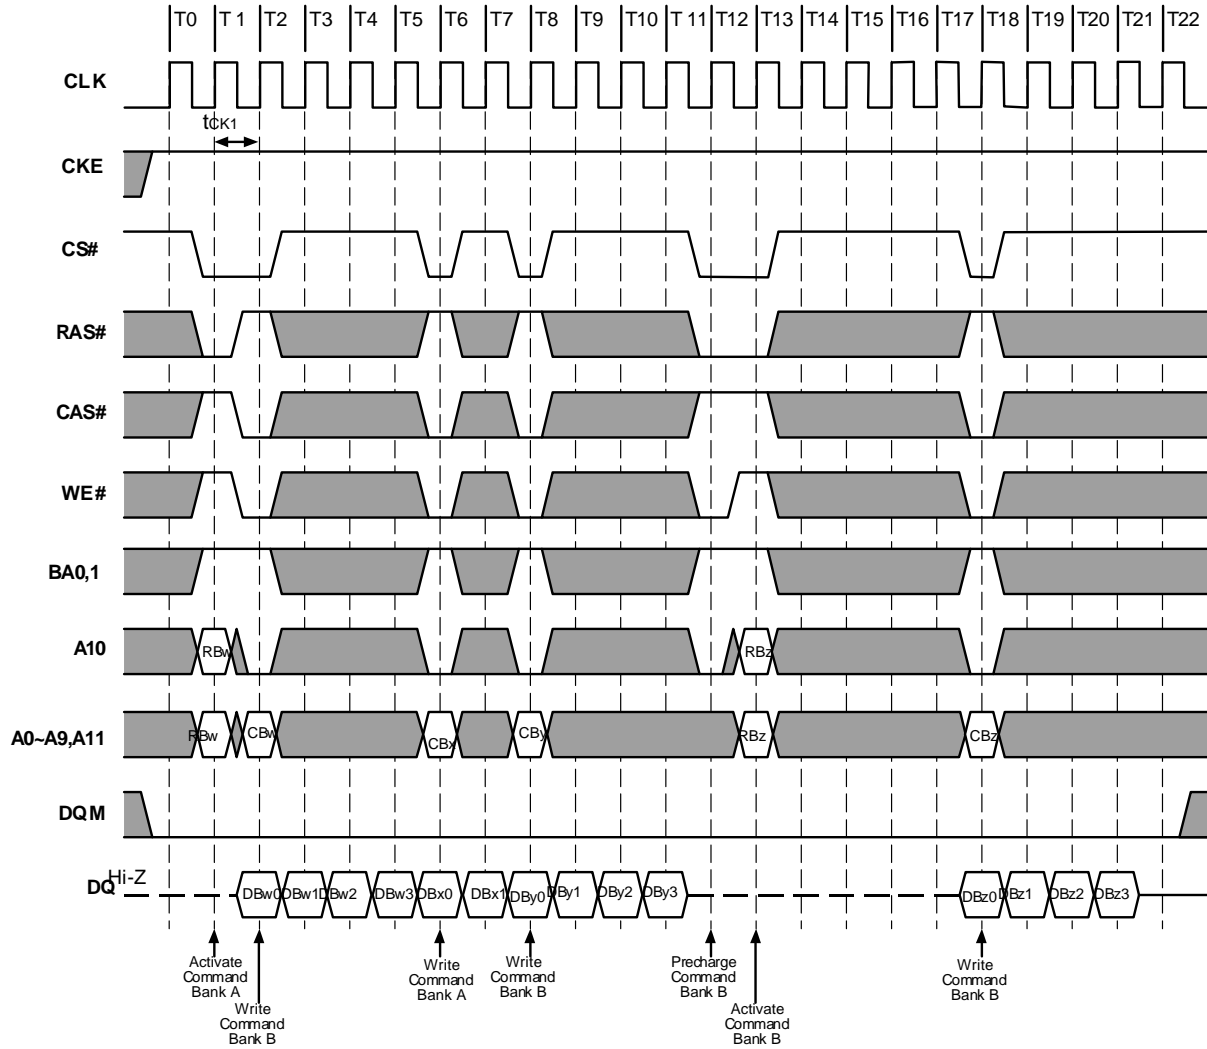 T0 T 1 T2 T3 T4 T5 T6 T7 T8 T9 T10 T 11 T12 T13 T14 T15 T16 T17 T18 T19 T20 T21 T22
CLK
tCK1
CKE
CS#
RAS#
CAS#
WE#
BA0,1
A10
RBw RBz
A0~A9,A11
RBw CBw CBx CBy RBz CBz
DQM
DQ
Hi-Z
DBw0 DBw1 DBw2 DBw3 DBx0 DBx1 DBy0 DBy1 DBy2 DBy3 DBz0 DBz1 DBz2 DBz3
Activate
Command
Bank A
Write
Command
Bank B
Write
Command
Bank A
Write
Command
Bank B
Precharge
Command
Bank B
Activate
Command
Bank B
Write
Command
Bank B